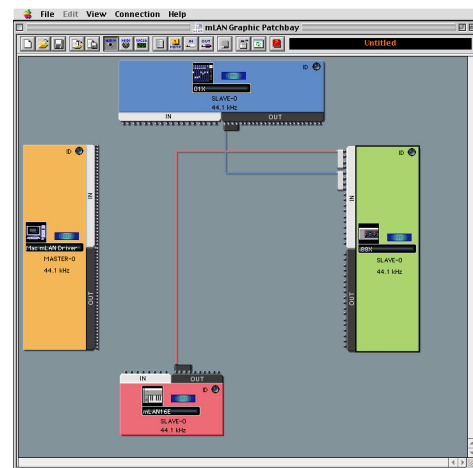 File Edit View Connection Help
mLAN Graphic Patchbay
Untitled
ID
01X
SLAVE-0
44.1 kHz
IN OUT
ID
IN
Mac mLAN Driver
MASTER-0
44.1 kHz
OUT
ID
IN
i88X
SLAVE-0
44.1 kHz
OUT
IN OUT
ID
mLAN16E
SLAVE-0
44.1 kHz